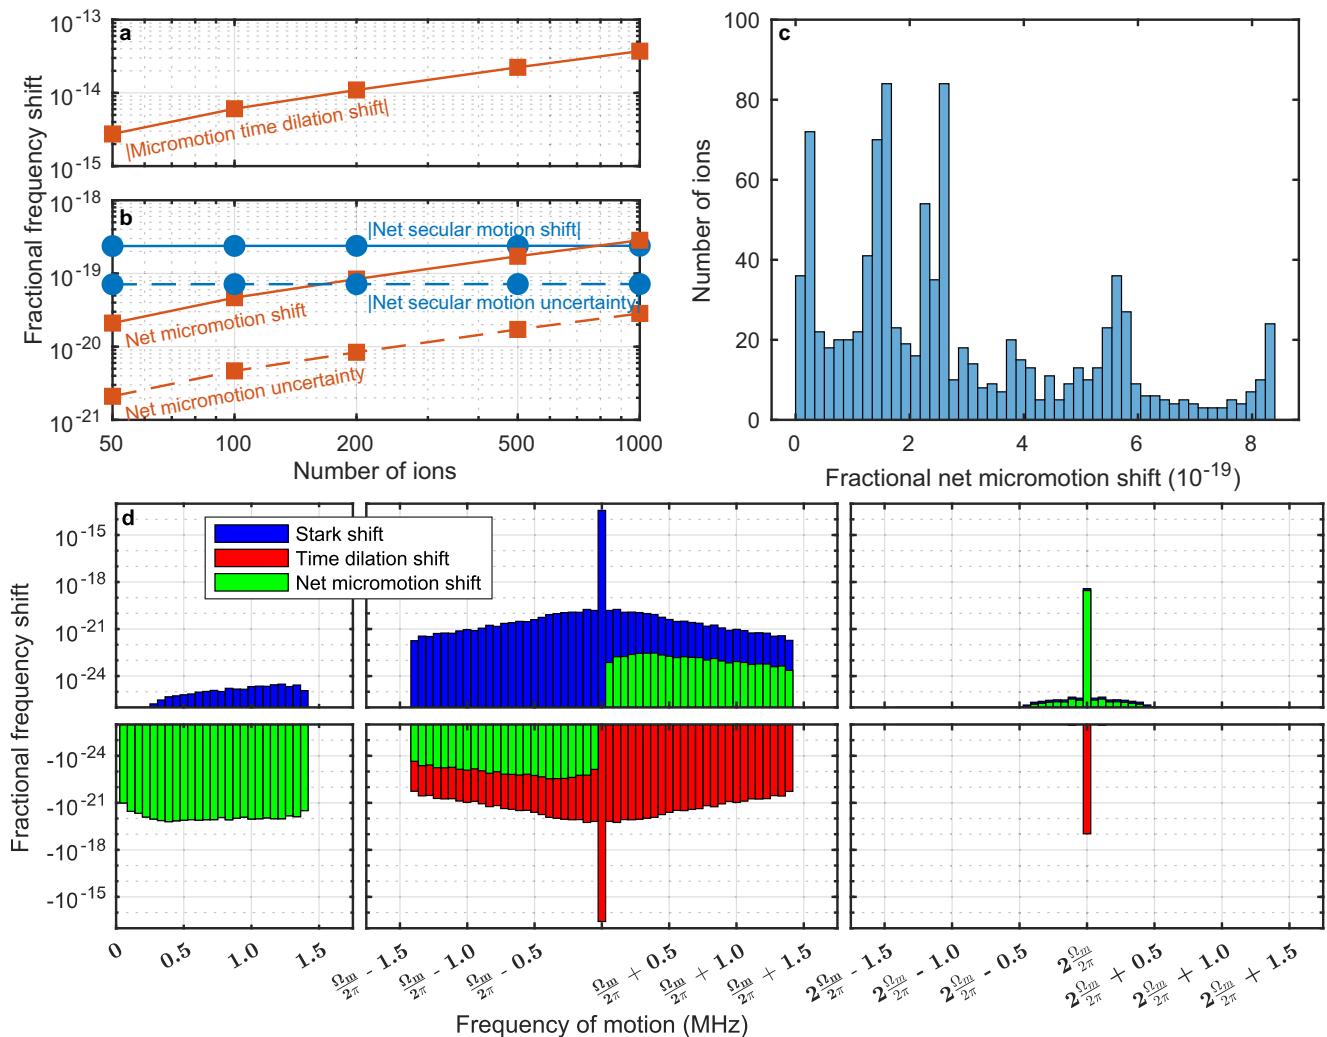 a
10^-13
10^-14
10^-15
|Micromotion time dilation shift|
Fractional frequency shift
b
10^-18
10^-19
10^-20
10^-21
|Net secular motion shift|
|Net secular motion uncertainty|
Net micromotion shift
Net micromotion uncertainty
50 100 200 500 1000
Number of ions
c
100
80
60
40
20
0
Number of ions
0 2 4 6 8
Fractional net micromotion shift (10^-19)
d
Stark shift
Time dilation shift
Net micromotion shift
10^-15
10^-18
10^-21
10^-24
-10^-24
-10^-21
-10^-18
-10^-15
Fractional frequency shift
0 0.5 1.0 1.5
Ωm/2π - 1.5 Ωm/2π - 1.0 Ωm/2π - 0.5 Ωm/2π + 0.5 Ωm/2π + 1.0 Ωm/2π + 1.5
2Ωm/2π - 1.5 2Ωm/2π - 1.0 2Ωm/2π - 0.5 2Ωm/2π 2Ωm/2π + 0.5 2Ωm/2π + 1.0 2Ωm/2π + 1.5
Frequency of motion (MHz)